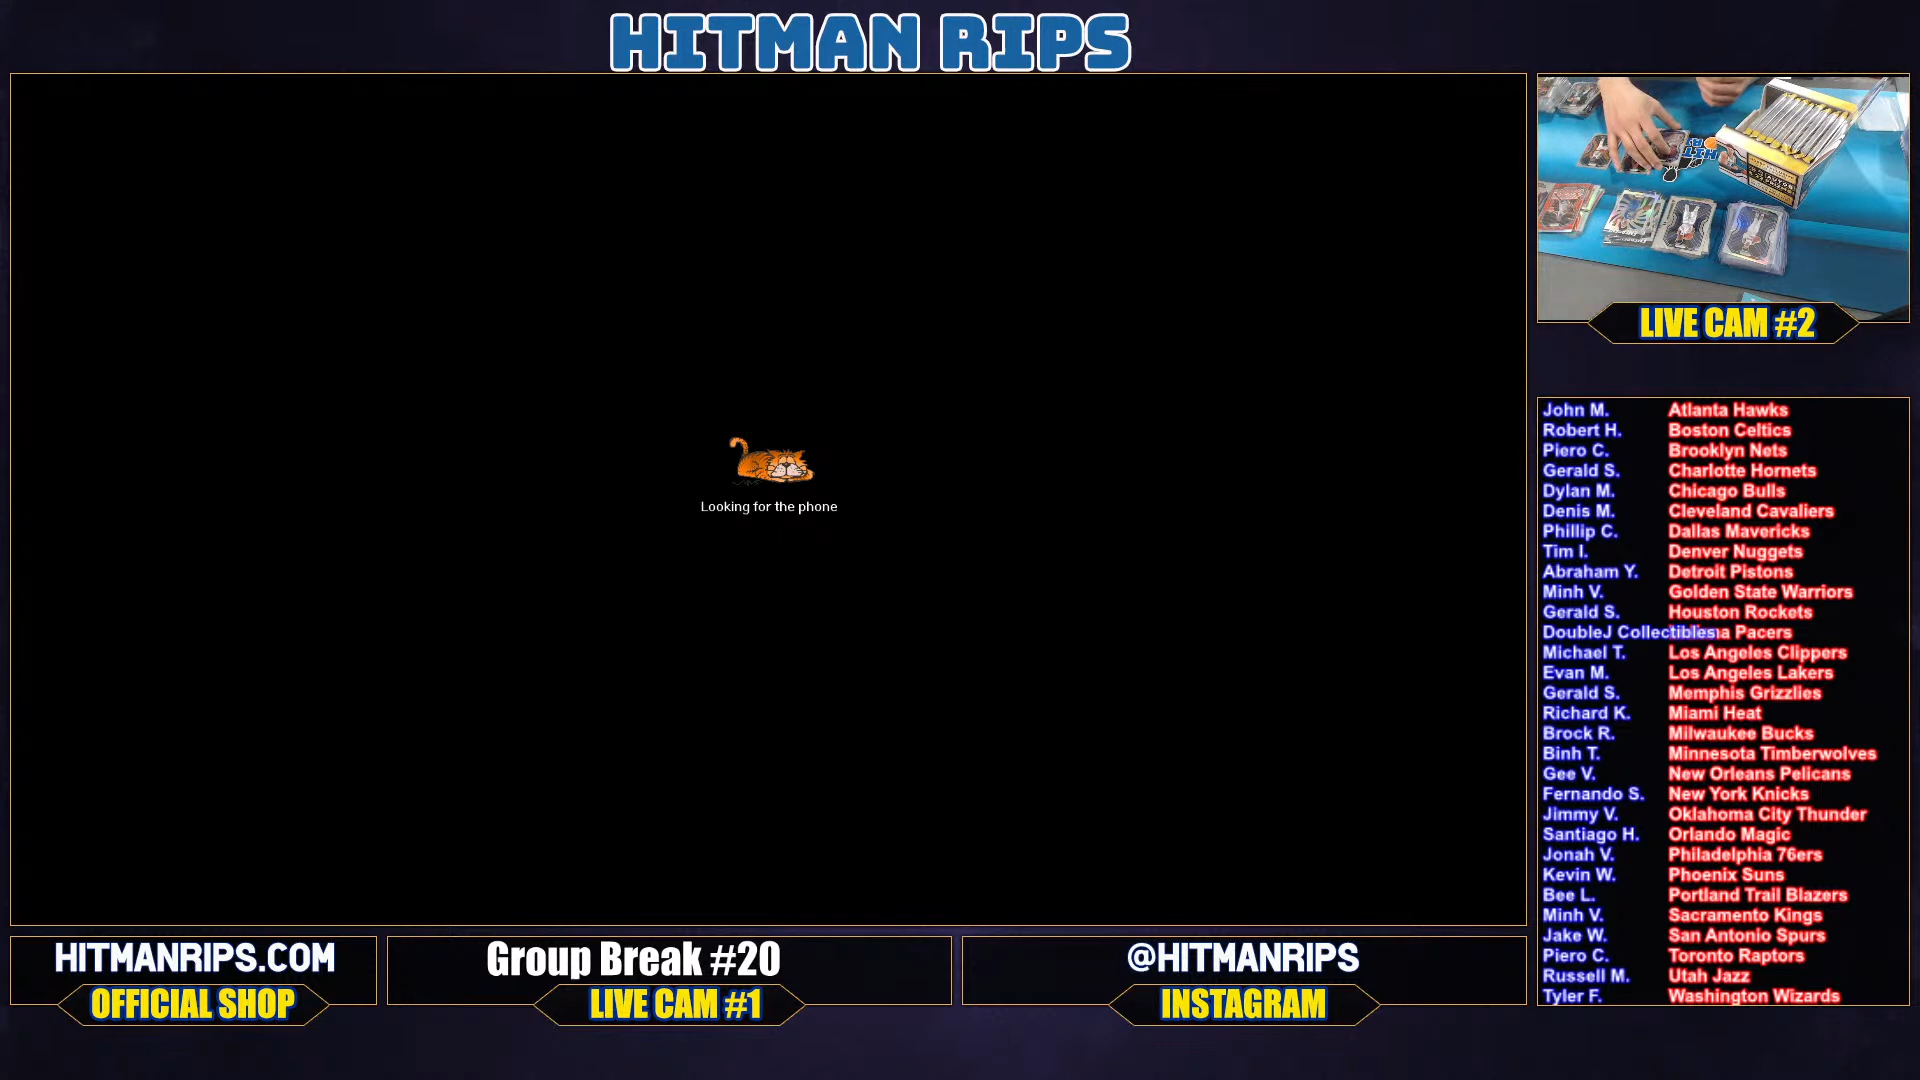 HITMAN RIPS
Looking for the phone
LIVE CAM #2
John M. Atlanta Hawks
Robert H. Boston Celtics
Piero C. Brooklyn Nets
Gerald S. Charlotte Hornets
Dylan M. Chicago Bulls
Denis M. Cleveland Cavaliers
Phillip C. Dallas Mavericks
Tim I. Denver Nuggets
Abraham Y. Detroit Pistons
Minh V. Golden State Warriors
Gerald S. Houston Rockets
DoubleJ Collectibles Pacers
Michael T. Los Angeles Clippers
Evan M. Los Angeles Lakers
Gerald S. Memphis Grizzlies
Richard K. Miami Heat
Brock R. Milwaukee Bucks
Binh T. Minnesota Timberwolves
Gee V. New Orleans Pelicans
Fernando S. New York Knicks
Jimmy V. Oklahoma City Thunder
Santiago H. Orlando Magic
Jonah V. Philadelphia 76ers
Kevin W. Phoenix Suns
Bee L. Portland Trail Blazers
Minh V. Sacramento Kings
Jake W. San Antonio Spurs
Piero C. Toronto Raptors
Russell M. Utah Jazz
Tyler F. Washington Wizards
HITMANRIPS.COM
OFFICIAL SHOP
Group Break #20
LIVE CAM #1
@HITMANRIPS
INSTAGRAM